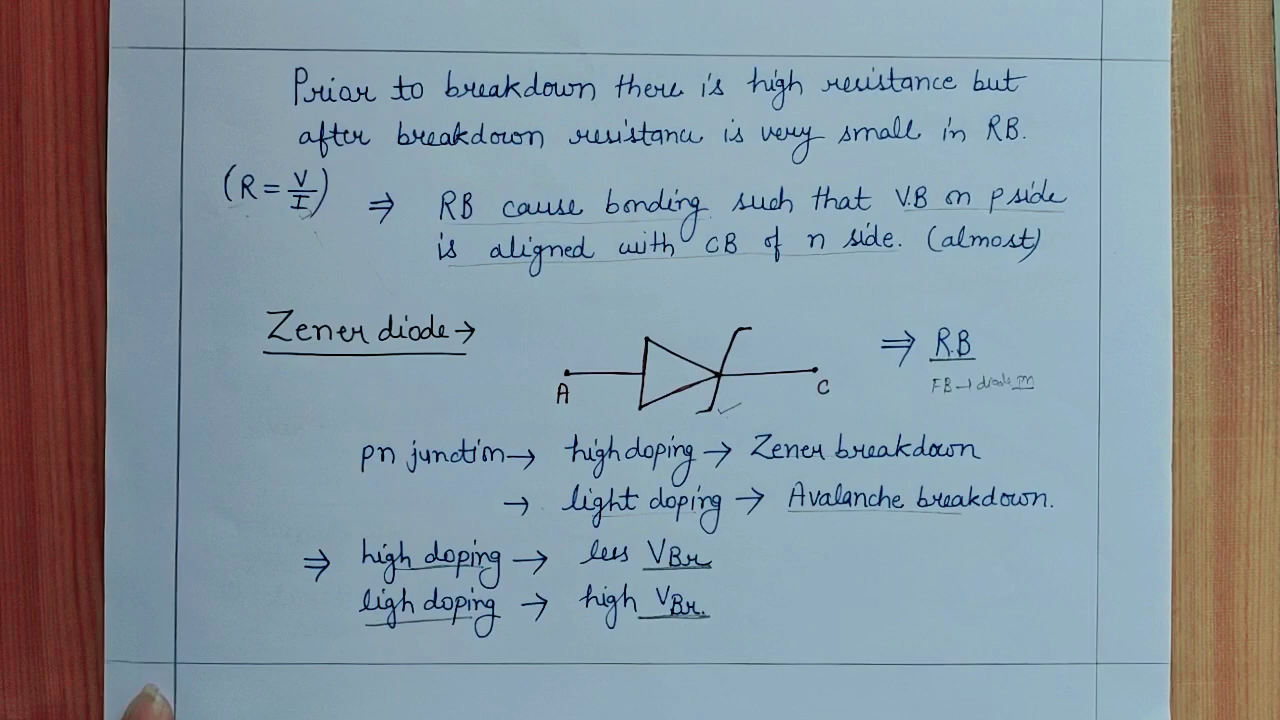 Prior to breakdown there is high resistance but
after breakdown resistance is very small in RB.
(R = V/I) ⇒ RB cause bonding such that V.B on p side
is aligned with CB of n side. (almost)
Zener diode →
⇒ R.B
FB → diode
A
C
pn junction → high doping → Zener breakdown
→ light doping → Avalanche breakdown.
⇒ high doping → less VBr
ligh doping → high VBr.